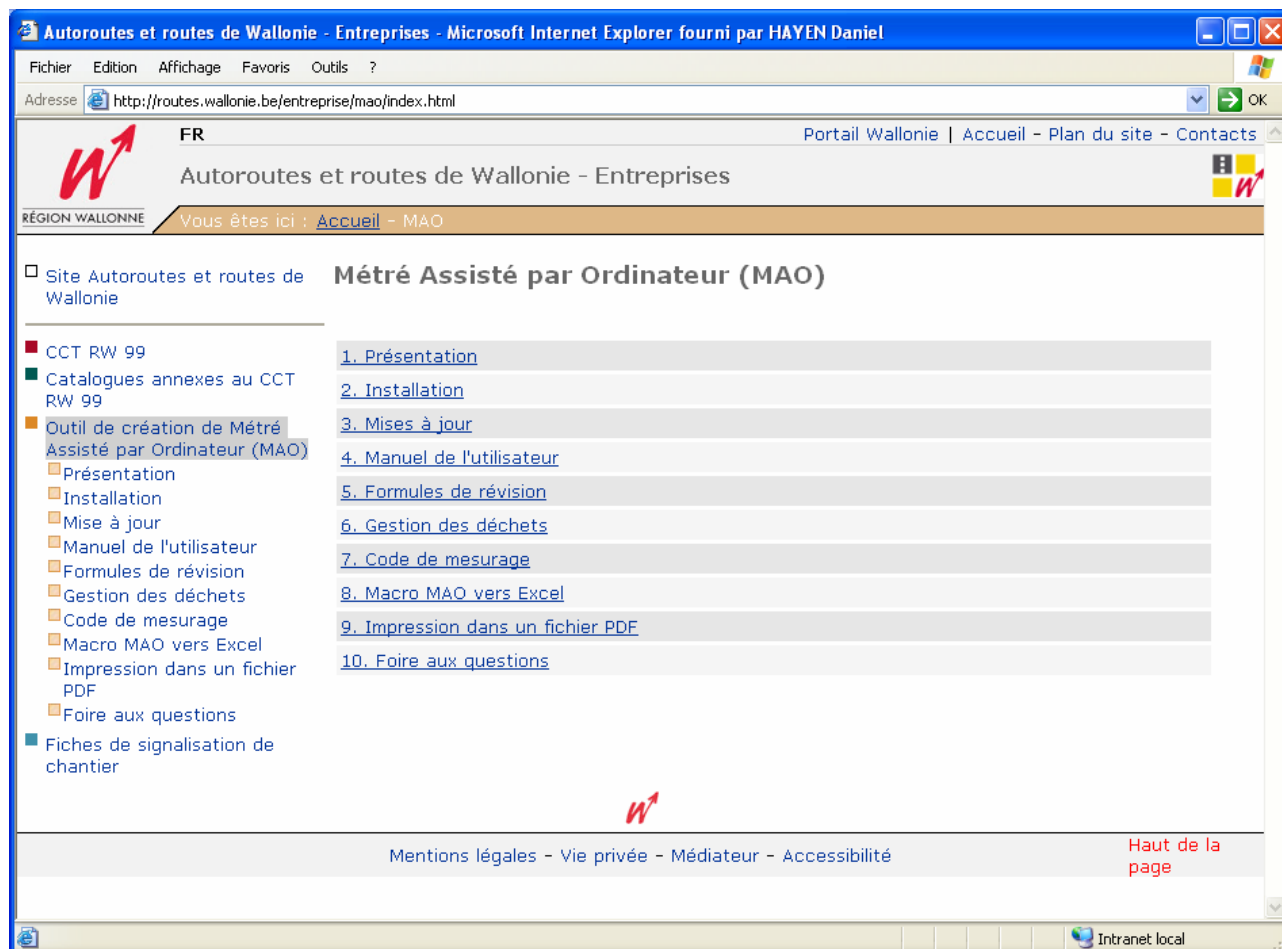 Autoroutes et routes de Wallonie - Entreprises - Microsoft Internet Explorer fourni par HAYEN Daniel
Fichier Edition Affichage Favoris Outils ?
Adresse http://routes.wallonie.be/entreprise/mao/index.html OK
FR Portail Wallonie | Accueil - Plan du site - Contacts
Autoroutes et routes de Wallonie - Entreprises
RÉGION WALLONNE
Vous êtes ici : Accueil - MAO
Site Autoroutes et routes de
Wallonie
CCT RW 99
Catalogues annexes au CCT
RW 99
Outil de création de Métré
Assisté par Ordinateur (MAO)
Présentation
Installation
Mise à jour
Manuel de l'utilisateur
Formules de révision
Gestion des déchets
Code de mesurage
Macro MAO vers Excel
Impression dans un fichier
PDF
Foire aux questions
Fiches de signalisation de
chantier
Métré Assisté par Ordinateur (MAO)
1. Présentation
2. Installation
3. Mises à jour
4. Manuel de l'utilisateur
5. Formules de révision
6. Gestion des déchets
7. Code de mesurage
8. Macro MAO vers Excel
9. Impression dans un fichier PDF
10. Foire aux questions
Mentions légales - Vie privée - Médiateur - Accessibilité
Haut de la
page
Intranet local